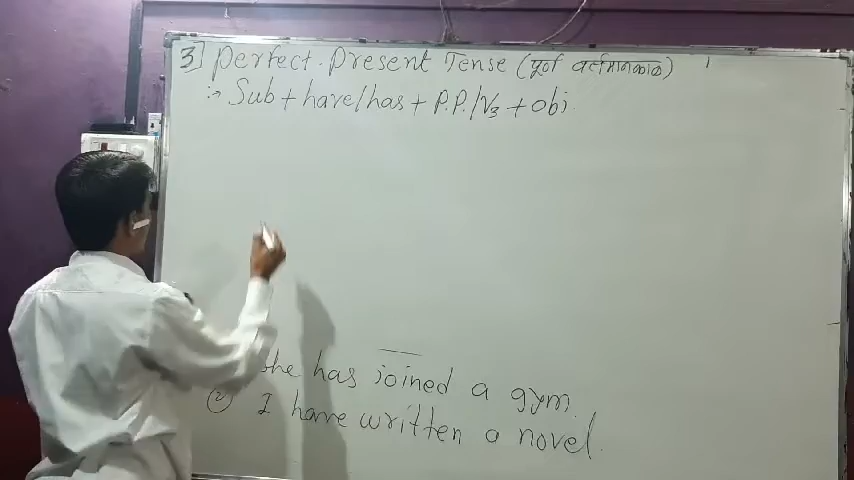 3] Perfect. Present Tense (पूर्ण वर्तमानकाळ)
:→ Sub + have/has + P.P./V3 + obj.
She has joined a gym.
(2) I have written a novel.